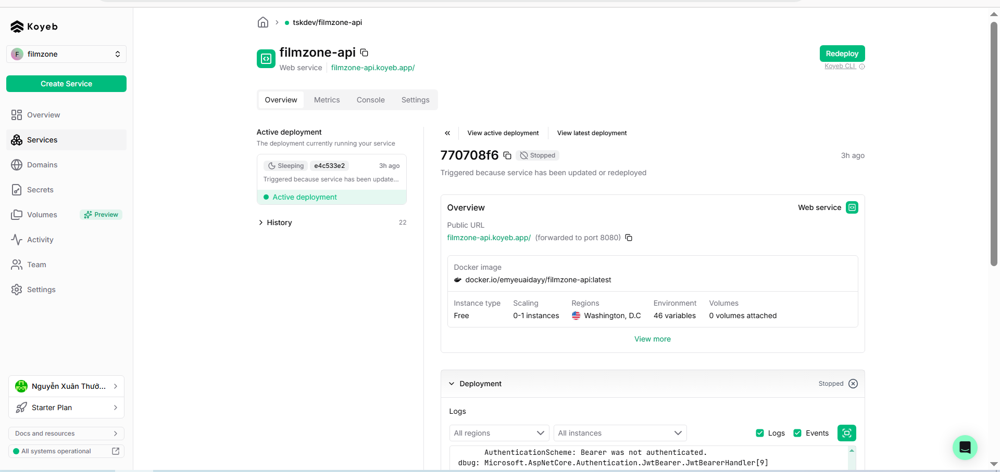 Koyeb
F filmzone
Create Service
Overview
Services
Domains
Secrets
Volumes Preview
Activity
Team
Settings
Nguyễn Xuân Thưở...
Starter Plan
Docs and resources
All systems operational
tskdev/filmzone-api
filmzone-api
Web service filmzone-api.koyeb.app/
Redeploy
Koyeb CLI
Overview Metrics Console Settings
Active deployment
The deployment currently running your service
Sleeping e4c533e2 3h ago
Triggered because service has been update...
Active deployment
History 22
View active deployment View latest deployment
770708f6 Stopped 3h ago
Triggered because service has been updated or redeployed
Overview Web service
Public URL
filmzone-api.koyeb.app/ (forwarded to port 8080)
Docker image
docker.io/emyeuaidayy/filmzone-api:latest
Instance type Scaling Regions Environment Volumes
Free 0-1 instances Washington, D.C 46 variables 0 volumes attached
View more
Deployment Stopped
Logs
All regions All instances Logs Events
AuthenticationScheme: Bearer was not authenticated.
dbug: Microsoft.AspNetCore.Authentication.JwtBearer.JwtBearerHandler[9]